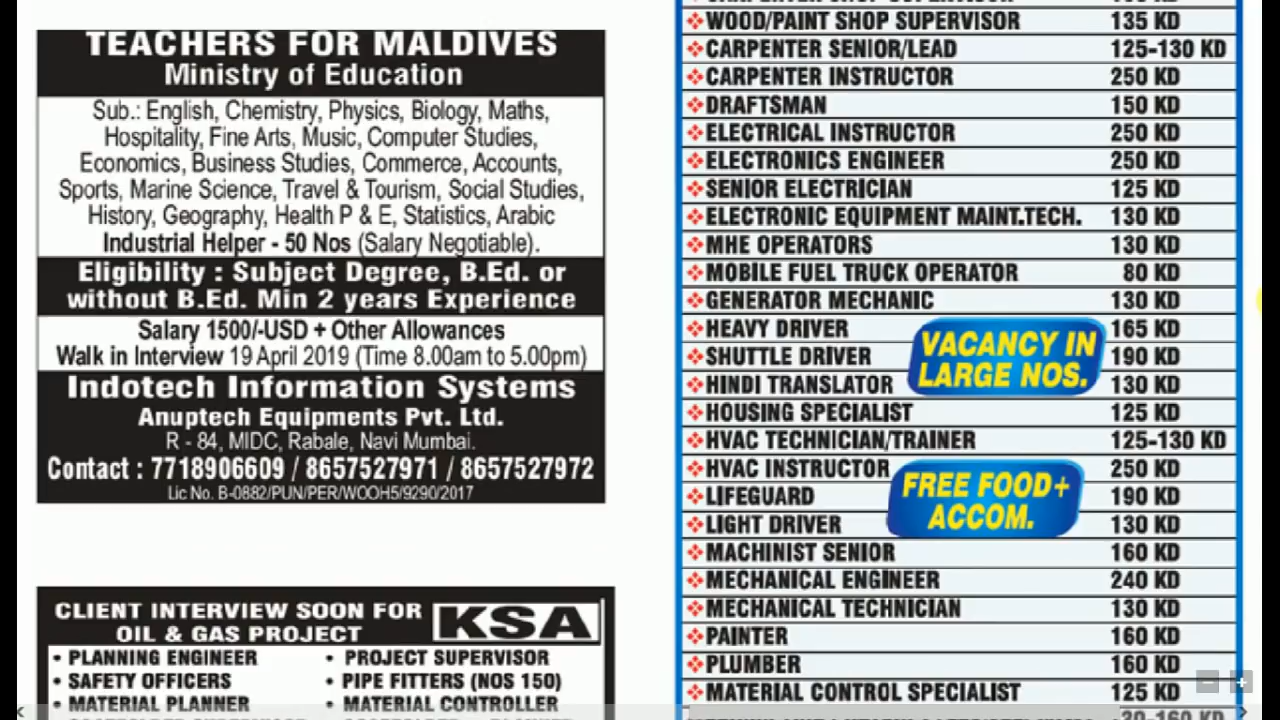 TEACHERS FOR MALDIVES
Ministry of Education
Sub.: English, Chemistry, Physics, Biology, Maths,
Hospitality, Fine Arts, Music, Computer Studies,
Economics, Business Studies, Commerce, Accounts,
Sports, Marine Science, Travel & Tourism, Social Studies,
History, Geography, Health P & E, Statistics, Arabic
Industrial Helper - 50 Nos (Salary Negotiable).
Eligibility : Subject Degree, B.Ed. or
without B.Ed. Min 2 years Experience
Salary 1500/-USD + Other Allowances
Walk in Interview 19 April 2019 (Time 8.00am to 5.00pm)
Indotech Information Systems
Anuptech Equipments Pvt. Ltd.
R - 84, MIDC, Rabale, Navi Mumbai.
Contact : 7718906609 / 8657527971 / 8657527972
Lic No. B-0882/PUN/PER/WOOH5/9290/2017
CLIENT INTERVIEW SOON FOR
OIL & GAS PROJECT
KSA
• PLANNING ENGINEER
• SAFETY OFFICERS
• MATERIAL PLANNER
• PROJECT SUPERVISOR
• PIPE FITTERS (NOS 150)
• MATERIAL CONTROLLER
WOOD/PAINT SHOP SUPERVISOR 135 KD
CARPENTER SENIOR/LEAD 125-130 KD
CARPENTER INSTRUCTOR 250 KD
DRAFTSMAN 150 KD
ELECTRICAL INSTRUCTOR 250 KD
ELECTRONICS ENGINEER 250 KD
SENIOR ELECTRICIAN 125 KD
ELECTRONIC EQUIPMENT MAINT.TECH. 130 KD
MHE OPERATORS 130 KD
MOBILE FUEL TRUCK OPERATOR 80 KD
GENERATOR MECHANIC 130 KD
HEAVY DRIVER 165 KD
SHUTTLE DRIVER 190 KD
HINDI TRANSLATOR 130 KD
VACANCY IN
LARGE NOS.
HOUSING SPECIALIST 125 KD
HVAC TECHNICIAN/TRAINER 125-130 KD
HVAC INSTRUCTOR 250 KD
LIFEGUARD 190 KD
LIGHT DRIVER 130 KD
FREE FOOD+
ACCOM.
MACHINIST SENIOR 160 KD
MECHANICAL ENGINEER 240 KD
MECHANICAL TECHNICIAN 130 KD
PAINTER 160 KD
PLUMBER 160 KD
MATERIAL CONTROL SPECIALIST 125 KD